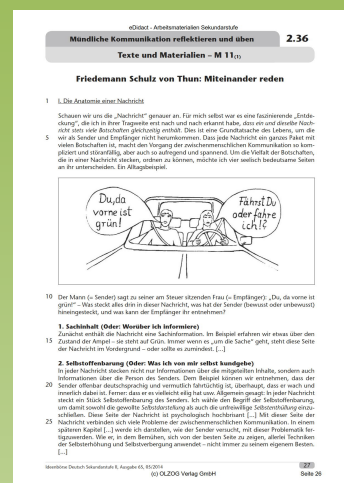 eDidact - Arbeitsmaterialien Sekundarstufe
Mündliche Kommunikation reflektieren und üben
2.36
Texte und Materialien – M 11(1)
Friedemann Schulz von Thun: Miteinander reden
1 I. Die Anatomie einer Nachricht
Schauen wir uns die „Nachricht“ genauer an. Für mich selbst war es eine faszinierende „Entde-
ckung“, die ich in ihrer Tragweite erst nach und nach erkannt habe, dass ein und dieselbe Nach-
richt stets viele Botschaften gleichzeitig enthält. Dies ist eine Grundtatsache des Lebens, um die
5 wir als Sender und Empfänger nicht herumkommen. Dass jede Nachricht ein ganzes Paket mit
vielen Botschaften ist, macht den Vorgang der zwischenmenschlichen Kommunikation so kom-
pliziert und störanfällig, aber auch so aufregend und spannend. Um die Vielfalt der Botschaften,
die in einer Nachricht stecken, ordnen zu können, möchte ich vier seelisch bedeutsame Seiten
an ihr unterscheiden. Ein Alltagsbeispiel.
Du, da
vorne ist
grün!
Fährst Du
oder fahre
ich!?
10 Der Mann (= Sender) sagt zu seiner am Steuer sitzenden Frau (= Empfänger): „Du, da vorne ist
grün!“ – Was steckt alles drin in dieser Nachricht, was hat der Sender (bewusst oder unbewusst)
hineingesteckt, und was kann der Empfänger ihr entnehmen?
1. Sachinhalt (Oder: Worüber ich informiere)
Zunächst enthält die Nachricht eine Sachinformation. Im Beispiel erfahren wir etwas über den
15 Zustand der Ampel – sie steht auf Grün. Immer wenn es „um die Sache“ geht, steht diese Seite
der Nachricht im Vordergrund – oder sollte es zumindest. [...]
2. Selbstoffenbarung (Oder: Was ich von mir selbst kundgebe)
In jeder Nachricht stecken nicht nur Informationen über die mitgeteilten Sachinhalte, sondern auch
Informationen über die Person des Senders. Dem Beispiel können wir entnehmen, dass der
20 Sender offenbar deutschsprachig und vermutlich farbtüchtig ist, überhaupt, dass er wach und
innerlich dabei ist. Ferner: dass er es vielleicht eilig hat usw. Allgemein gesagt: In jeder Nachricht
steckt ein Stück Selbstoffenbarung des Senders. Ich wähle den Begriff der Selbstoffenbarung,
um damit sowohl die gewollte Selbstdarstellung als auch die unfreiwillige Selbstenthüllung einzu-
schließen. Diese Seite der Nachricht ist psychologisch hochbrisant [...] Mit dieser Seite der
25 Nachricht verbinden sich viele Probleme der zwischenmenschlichen Kommunikation. In einem
späteren Kapitel [...] werde ich darstellen, wie der Sender versucht, mit dieser Problematik fer-
tigzuwerden. Wie er, in dem Bemühen, sich von der besten Seite zu zeigen, allerlei Techniken
der Selbsterhöhung und Selbstverbergung anwendet – nicht immer zu seinem eigenen Besten.
[...]
Ideenbörse Deutsch Sekundarstufe II, Ausgabe 65, 03/2014
27
(c) OLZOG Verlag GmbH
Seite 26